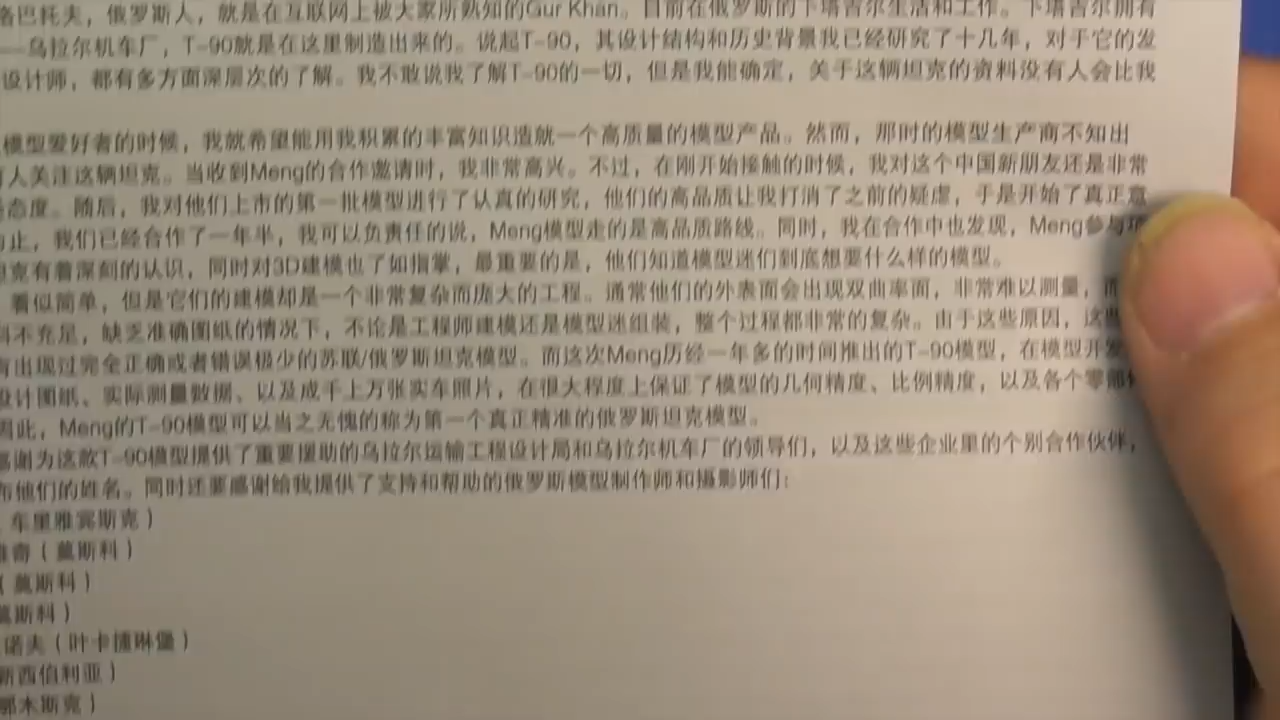 洛巴托夫，俄罗斯人，就是在互联网上被大家所熟知的Gur Khan。目前在俄罗斯的下塔吉尔生活和工作。下塔吉尔拥有
——乌拉尔机车厂，T-90就是在这里制造出来的。说起T-90，其设计结构和历史背景我已经研究了十几年，对于它的发
设计师，都有多方面深层次的了解。我不敢说我了解T-90的一切，但是我能确定，关于这辆坦克的资料没有人会比我
模型爱好者的时候，我就希望能用我积累的丰富知识造就一个高质量的模型产品。然而，那时的模型生产商不知出
有人关注这辆坦克。当收到Meng的合作邀请时，我非常高兴。不过，在刚开始接触的时候，我对这个中国新朋友还是非常
态度。随后，我对他们上市的第一批模型进行了认真的研究，他们的高品质让我打消了之前的疑虑，于是开始了真正意
为止，我们已经合作了一年半，我可以负责任的说，Meng模型走的是高品质路线。同时，我在合作中也发现，Meng参与项
坦克有着深刻的认识，同时对3D建模也了如指掌，最重要的是，他们知道模型迷们到底想要什么样的模型。
看似简单，但是它们的建模却是一个非常复杂而庞大的工程。通常他们的外表面会出现双曲率面，非常难以测量，而
料不充足，缺乏准确图纸的情况下，不论是工程师建模还是模型迷组装，整个过程都非常的复杂。由于这些原因，这些
有出现过完全正确或者错误极少的苏联/俄罗斯坦克模型。而这次Meng历经一年多的时间推出的T-90模型，在模型开发
设计图纸、实际测量数据、以及成千上万张实车照片，在很大程度上保证了模型的几何精度、比例精度，以及各个零部件
因此，Meng的T-90模型可以当之无愧的称为第一个真正精准的俄罗斯坦克模型。
感谢为这款T-90模型提供了重要援助的乌拉尔运输工程设计局和乌拉尔机车厂的领导们，以及这些企业里的个别合作伙伴，
布他们的姓名。同时还要感谢给我提供了支持和帮助的俄罗斯模型制作师和摄影师们：
（车里雅宾斯克）
维奇（莫斯科）
（莫斯科）
莫斯科）
诺夫（叶卡捷琳堡）
新西伯利亚）
鄂木斯克）